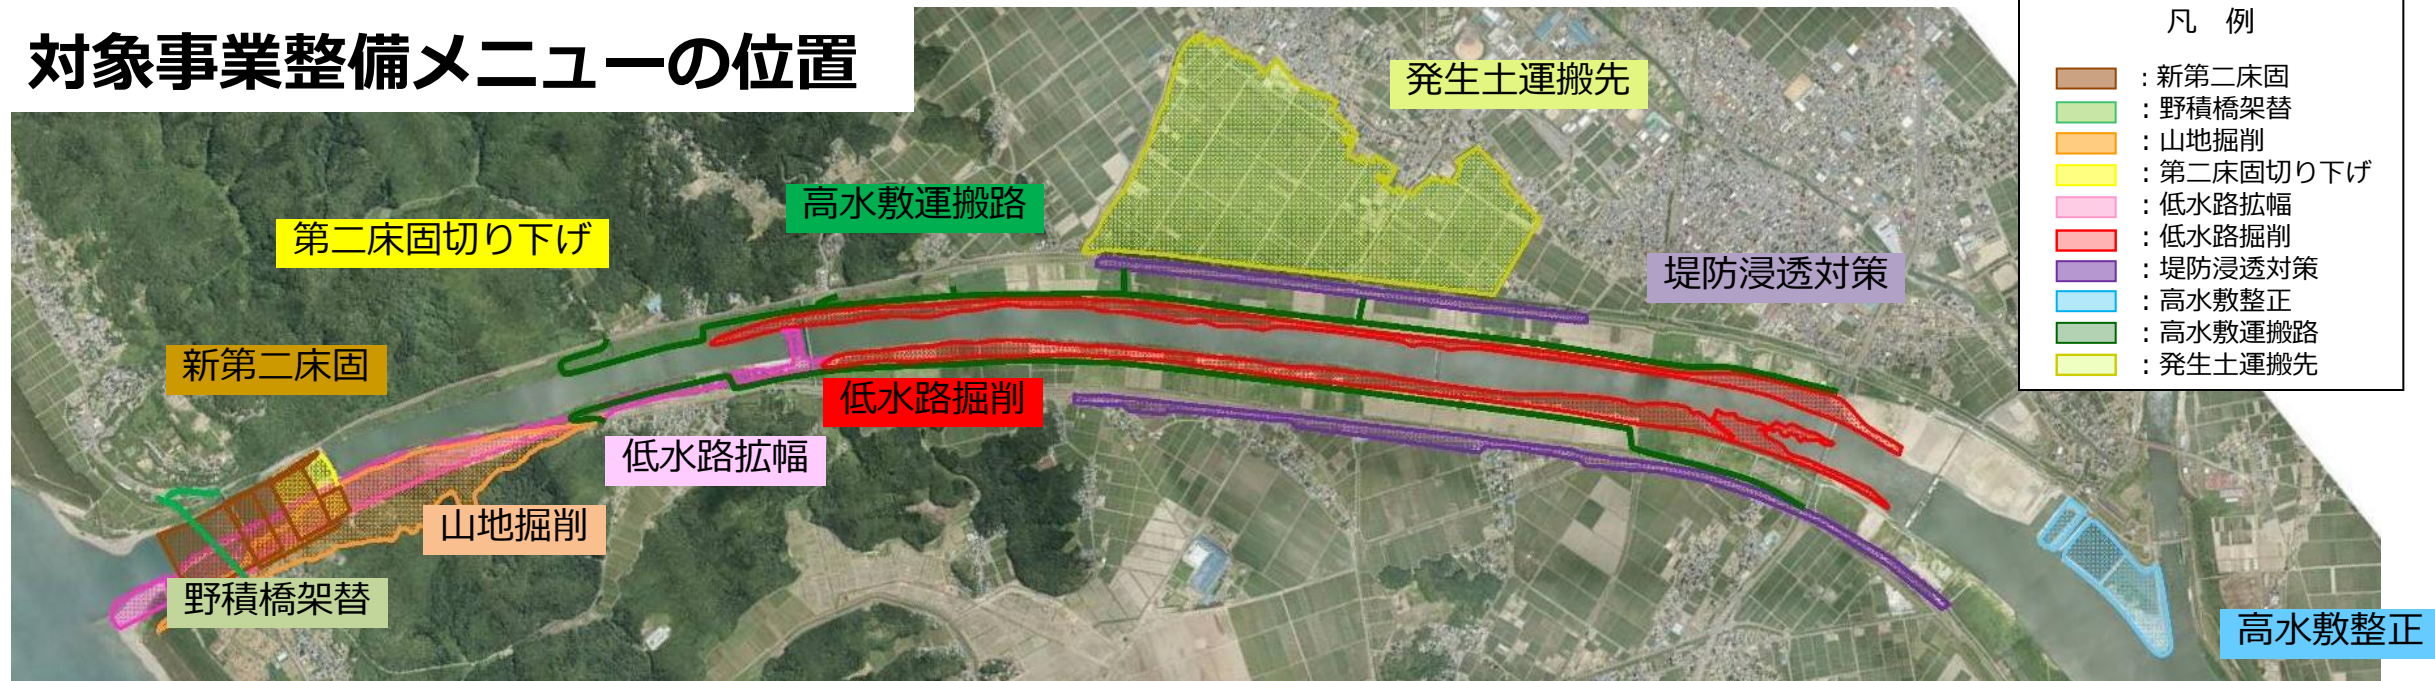 対象事業整備メニューの位置
発生土運搬先
高水敷運搬路
第二床固切り下げ
堤防浸透対策
新第二床固
低水路掘削
低水路拡幅
山地掘削
野積橋架替
高水敷整正
凡 例
：新第二床固
：野積橋架替
：山地掘削
：第二床固切り下げ
：低水路拡幅
：低水路掘削
：堤防浸透対策
：高水敷整正
：高水敷運搬路
：発生土運搬先